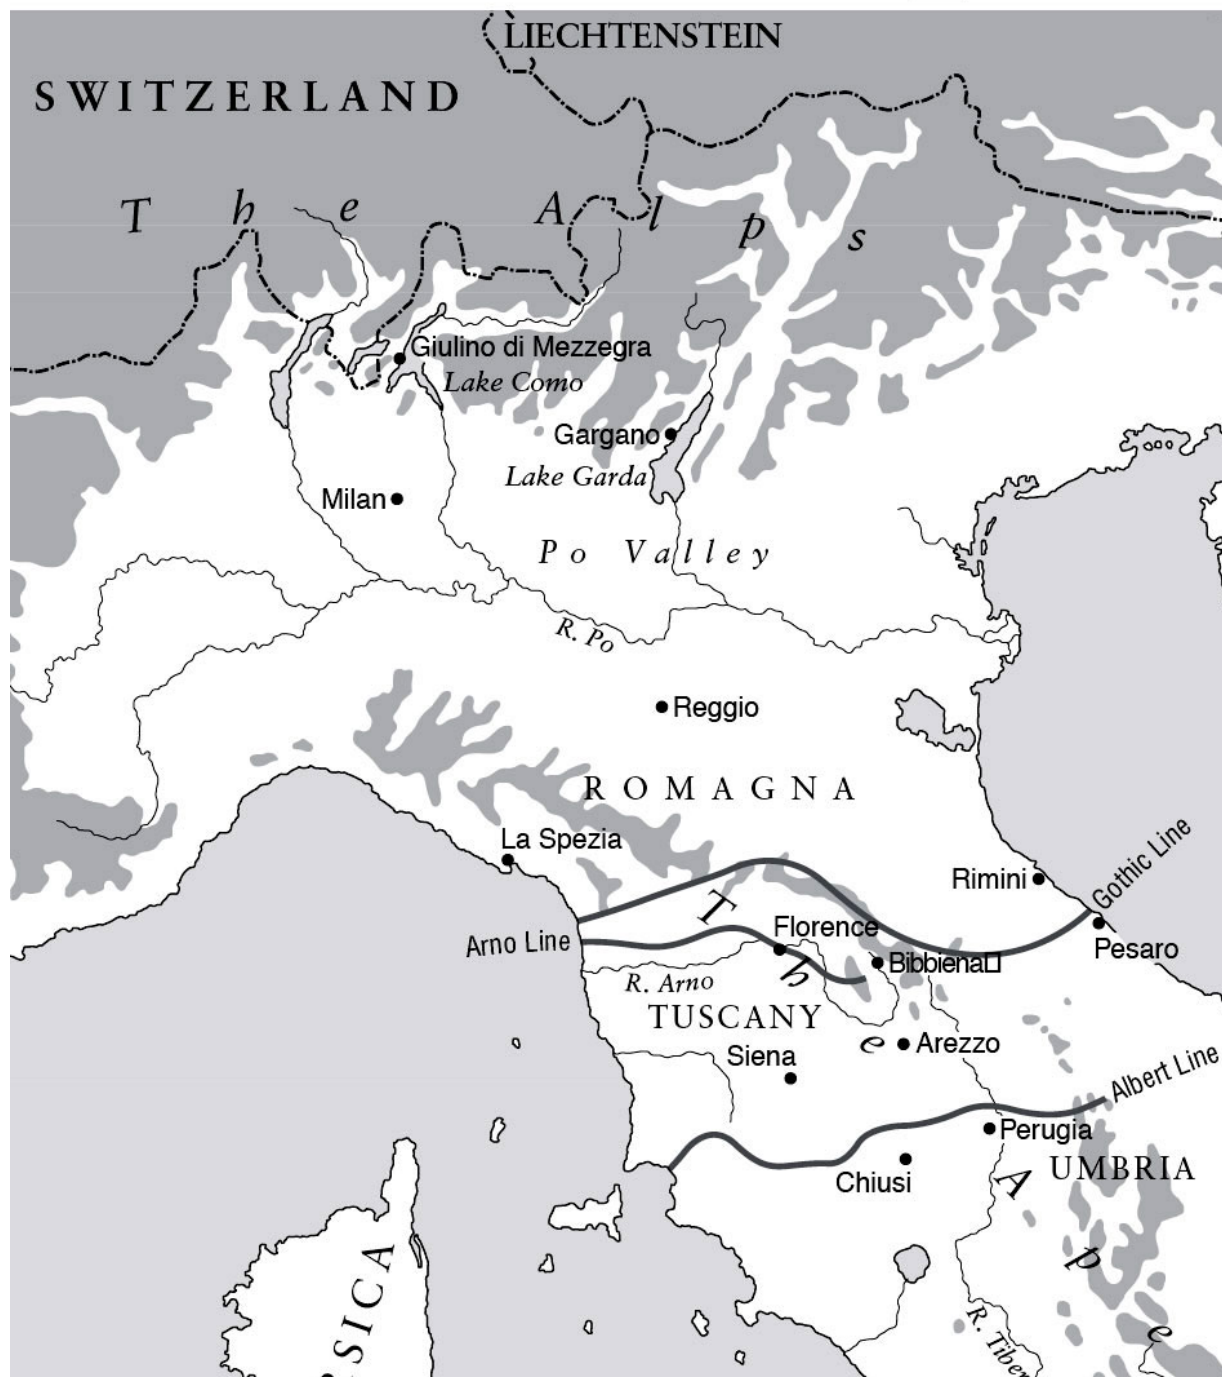 LIECHTENSTEIN
SWITZERLAND
The Alps
Giulino di Mezzegra
Lake Como
Gargano
Lake Garda
Milan
Po Valley
R. Po
Reggio
ROMAGNA
La Spezia
Rimini
Gothic Line
Pesaro
Florence
Arno Line
Bibbiena□
R. Arno
TUSCANY
Siena
Arezzo
Albert Line
Perugia
UMBRIA
Chiusi
The Ape
SICA
R. Tiber